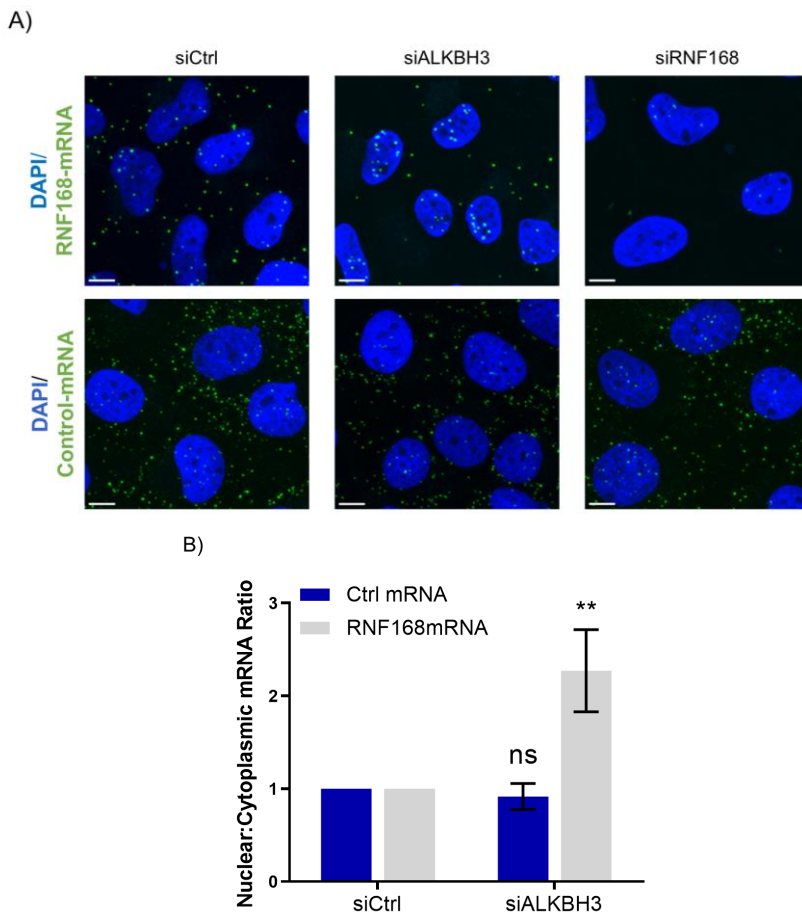 A)
siCtrl siALKBH3 siRNF168
DAPI/
RNF168-mRNA
DAPI/
Control-mRNA
B)
Nuclear:Cytoplasmic mRNA Ratio
Ctrl mRNA
RNF168mRNA
3
2
1
0
ns
**
siCtrl siALKBH3